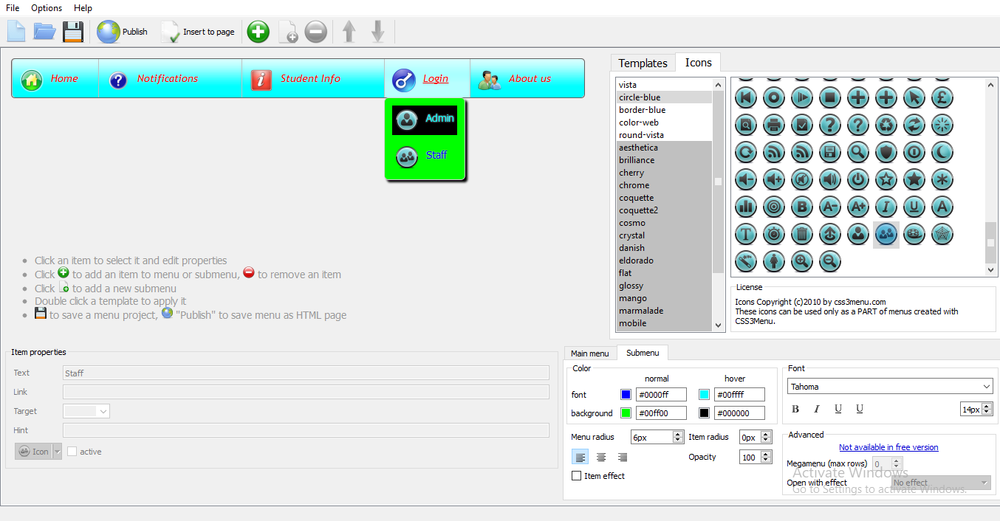 File Options Help
Publish Insert to page
Home Notifications Student Info Login About us
Admin
Staff
Click an item to select it and edit properties
Click to add an item to menu or submenu, to remove an item
Click to add a new submenu
Double click a template to apply it
to save a menu project, "Publish" to save menu as HTML page
Templates Icons
vista
circle-blue
border-blue
color-web
round-vista
aesthetica
brilliance
cherry
chrome
coquette
coquette2
cosmo
crystal
danish
eldorado
flat
glossy
mango
marmalade
mobile
License
Icons Copyright (c)2010 by css3menu.com
These icons can be used only as a PART of menus created with
CSS3Menu.
Item properties
Text Staff
Link
Target
Hint
Icon active
Main menu Submenu
Color
normal hover
font #0000ff #00ffff
background #00ff00 #000000
Menu radius 6px Item radius 0px
Opacity 100
Item effect
Font
Tahoma
B I U U 14px
Advanced
Not available in free version
Megamenu (max rows) 0
Activate Windows
Open with effect No effect
Go to Settings to activate Windows.